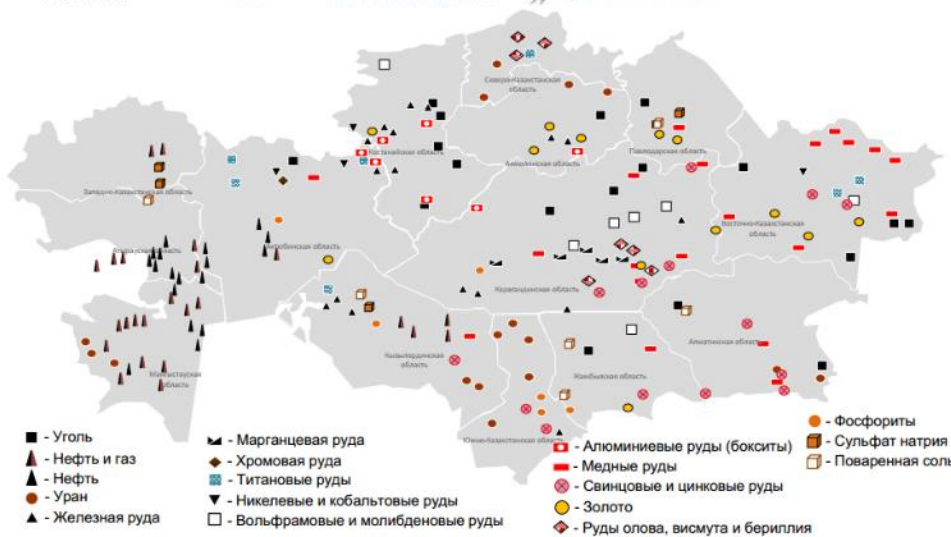 Северо-Казахстанская
область
Костанайская область
Акмолинская область
Павлодарская область
Западно-Казахстанская область
Атырауская область
Актюбинская область
Восточно-Казахстанская
область
Карагандинская область
Мангыстауская
область
Кызылординская
область
Жамбылская область
Алматинская область
Южно-Казахстанская область
- Уголь
- Нефть и газ
- Нефть
- Уран
- Железная руда
- Марганцевая руда
- Хромовая руда
- Титановые руды
- Никелевые и кобальтовые руды
- Вольфрамовые и молибденовые руды
- Алюминиевые руды (бокситы)
- Медные руды
- Свинцовые и цинковые руды
- Золото
- Руды олова, висмута и бериллия
- Фосфориты
- Сульфат натрия
- Поваренная соль